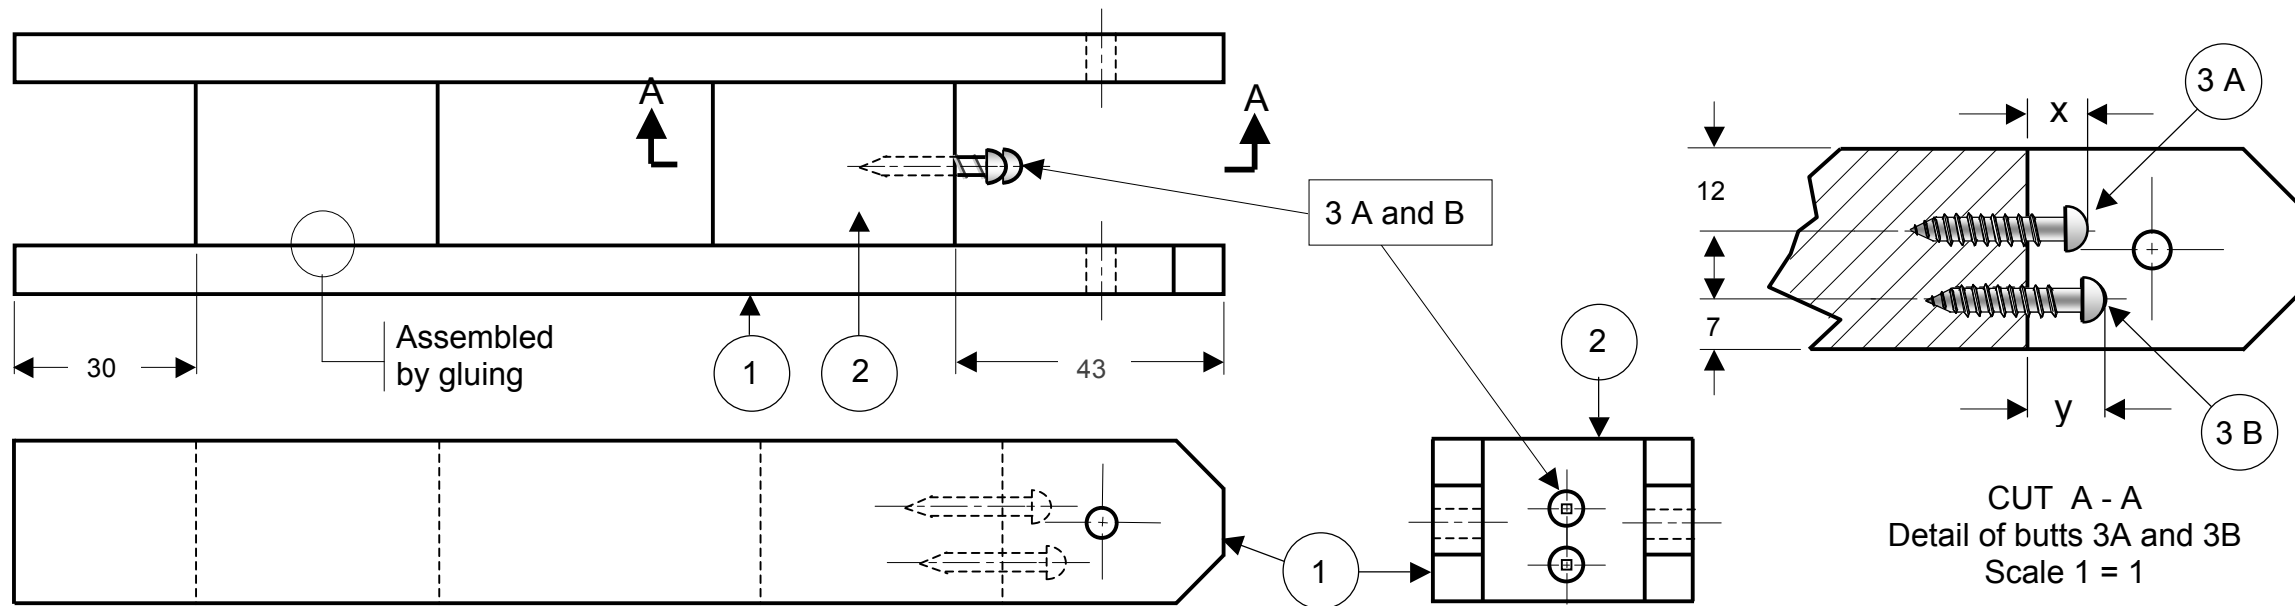 A
A
3 A and B
Assembled
by gluing
30
1
2
43
2
1
x
3 A
12
7
y
3 B
CUT A - A
Detail of butts 3A and 3B
Scale 1 = 1